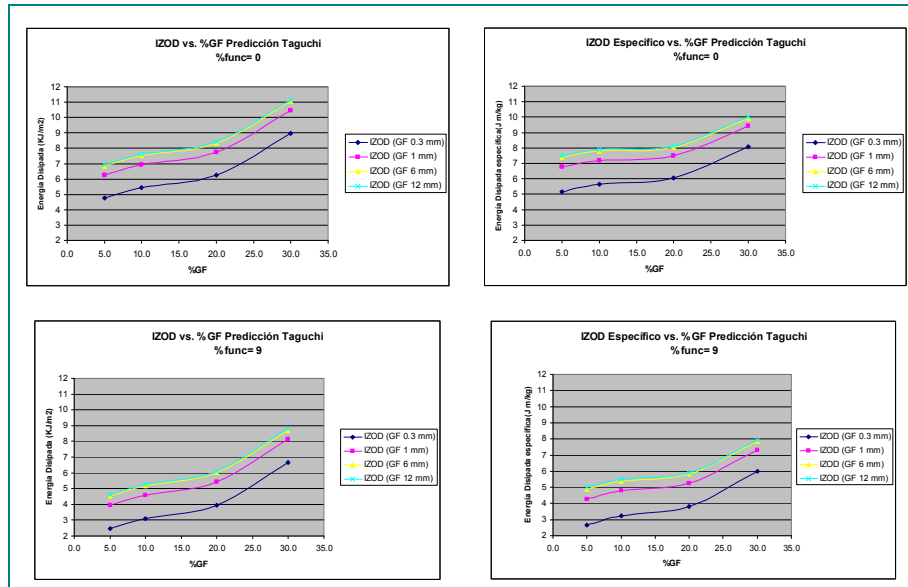 IZOD vs. %GF Predicción Taguchi
%func= 0
Energía Disipada (KJ/m2)
12
11
10
9
8
7
6
5
4
3
2
0.0 5.0 10.0 15.0 20.0 25.0 30.0 35.0
%GF
IZOD (GF 0.3 mm)
IZOD (GF 1 mm)
IZOD (GF 6 mm)
IZOD (GF 12 mm)
IZOD Específico vs. %GF Predicción Taguchi
%func= 0
Energía Disipada específica(J m/kg)
12
11
10
9
8
7
6
5
4
3
2
0.0 5.0 10.0 15.0 20.0 25.0 30.0 35.0
%GF
IZOD (GF 0.3 mm)
IZOD (GF 1 mm)
IZOD (GF 6 mm)
IZOD (GF 12 mm)
IZOD vs. %GF Predicción Taguchi
%func= 9
Energía Disipada (KJ/m2)
12
11
10
9
8
7
6
5
4
3
2
0.0 5.0 10.0 15.0 20.0 25.0 30.0 35.0
%GF
IZOD (GF 0.3 mm)
IZOD (GF 1 mm)
IZOD (GF 6 mm)
IZOD (GF 12 mm)
IZOD Específico vs. %GF Predicción Taguchi
%func= 9
Energía Disipada específica(J m/kg)
12
11
10
9
8
7
6
5
4
3
2
0.0 5.0 10.0 15.0 20.0 25.0 30.0 35.0
%GF
IZOD (GF 0.3 mm)
IZOD (GF 1 mm)
IZOD (GF 6 mm)
IZOD (GF 12 mm)